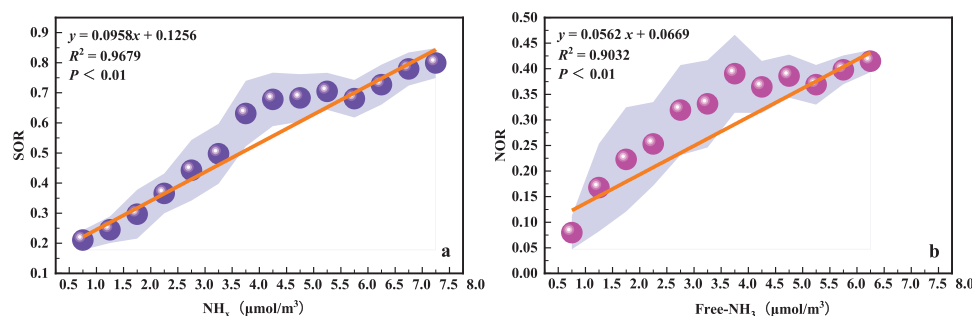 y = 0.0958x + 0.1256
R² = 0.9679
P < 0.01
SOR
0.9
0.8
0.7
0.6
0.5
0.4
0.3
0.2
0.1
a
0.5 1.0 1.5 2.0 2.5 3.0 3.5 4.0 4.5 5.0 5.5 6.0 6.5 7.0 7.5 8.0
NHₓ (μmol/m³)
y = 0.0562 x + 0.0669
R² = 0.9032
P < 0.01
NOR
0.50
0.45
0.40
0.35
0.30
0.25
0.20
0.15
0.10
0.05
0.00
b
0.5 1.0 1.5 2.0 2.5 3.0 3.5 4.0 4.5 5.0 5.5 6.0 6.5 7.0 7.5 8.0
Free-NH₃ (μmol/m³)